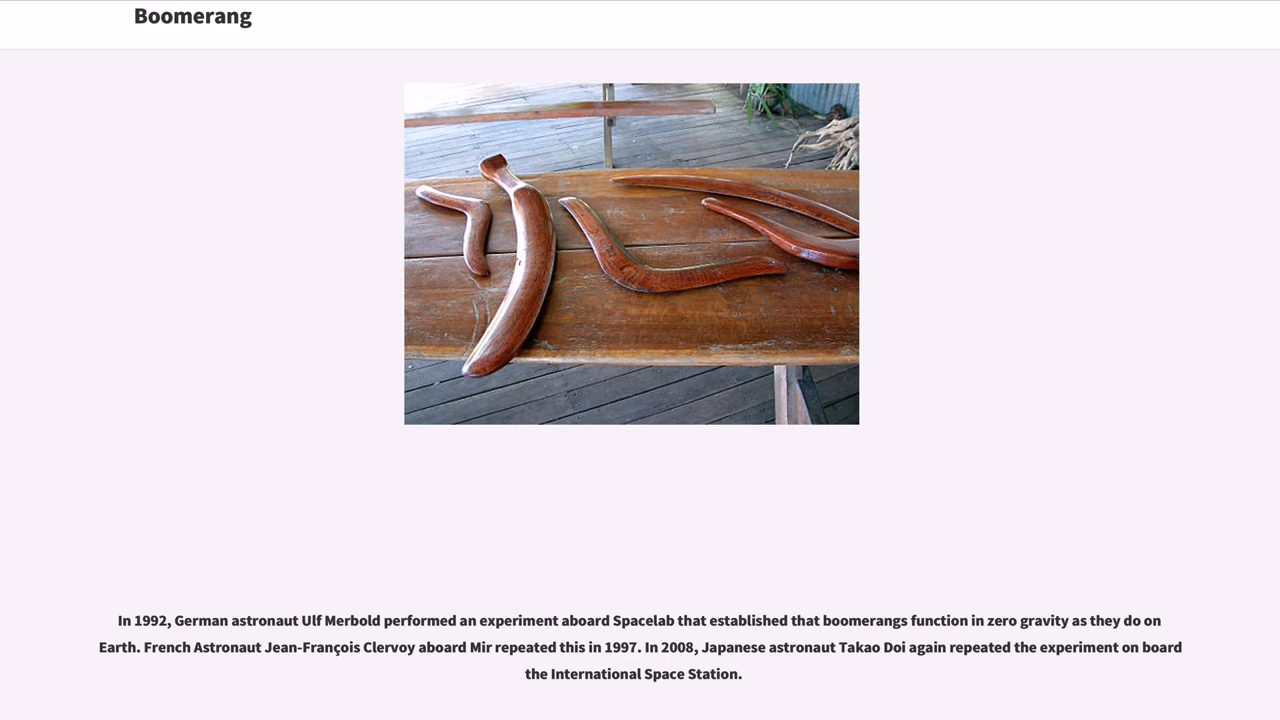 Boomerang
In 1992, German astronaut Ulf Merbold performed an experiment aboard Spacelab that established that boomerangs function in zero gravity as they do on
Earth. French Astronaut Jean-François Clervoy aboard Mir repeated this in 1997. In 2008, Japanese astronaut Takao Doi again repeated the experiment on board
the International Space Station.